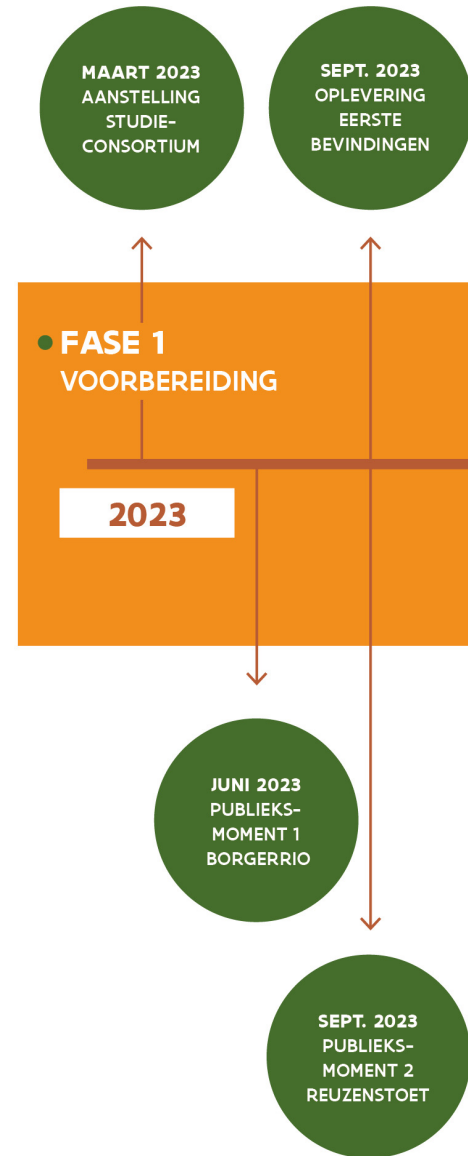 MAART 2023
AANSTELLING
STUDIE-
CONSORTIUM
SEPT. 2023
OPLEVERING
EERSTE
BEVINDINGEN
FASE 1
VOORBEREIDING
2023
JUNI 2023
PUBLIEKS-
MOMENT 1
BORGERRIO
SEPT. 2023
PUBLIEKS-
MOMENT 2
REUZENSTOET